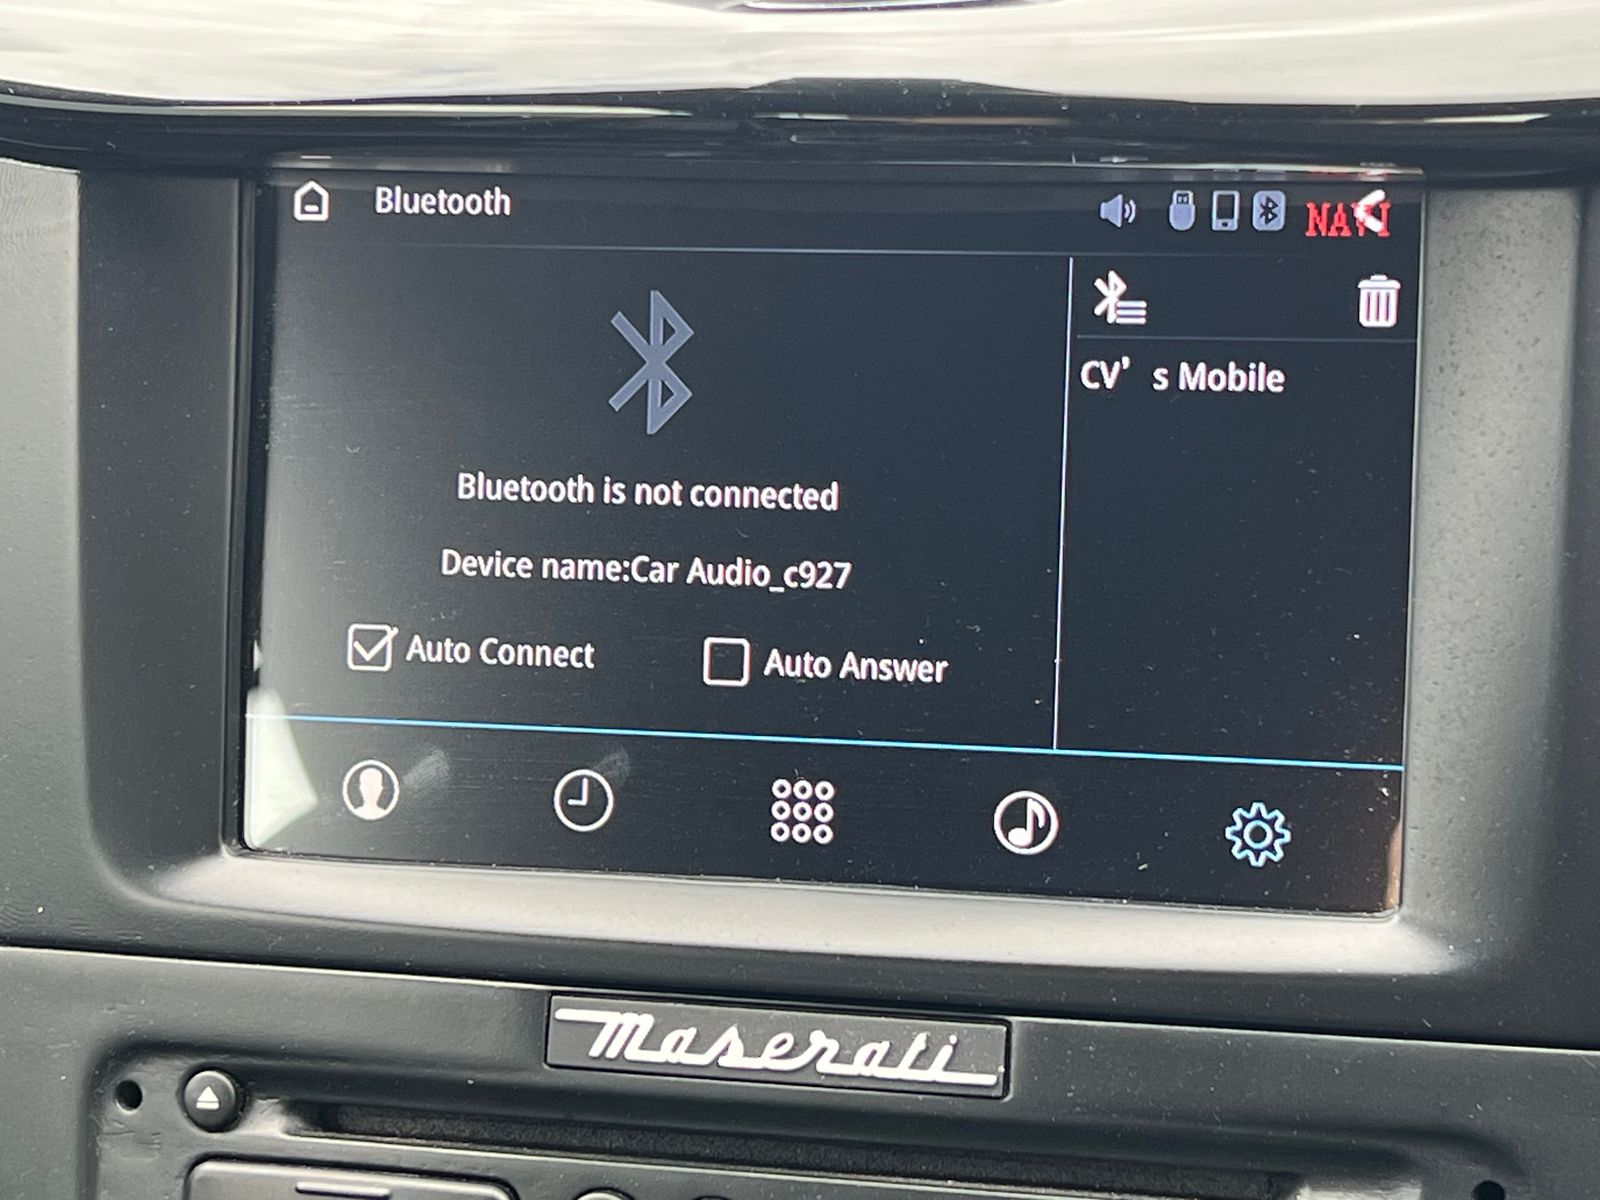 Bluetooth
NAVI
CV's Mobile
Bluetooth is not connected
Device name:Car Audio_c927
Auto Connect
Auto Answer
Maserati